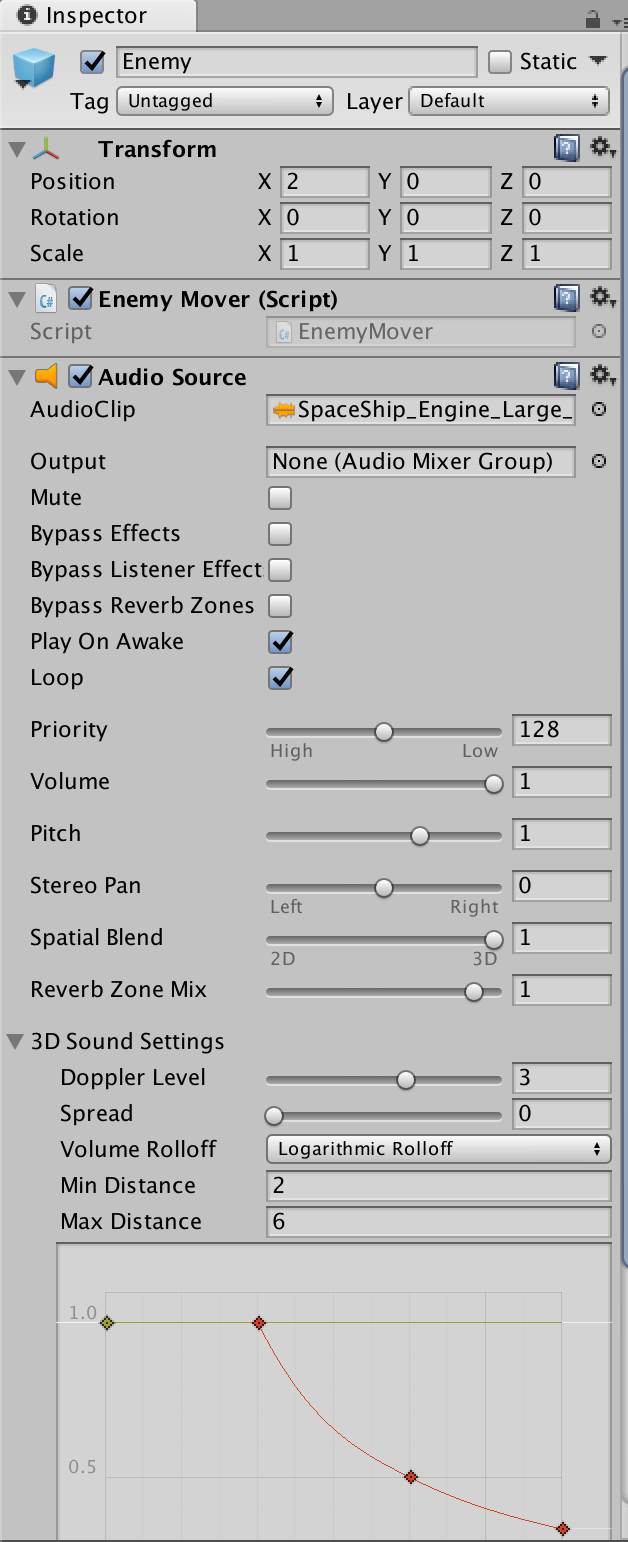 Inspector
Enemy Static
Tag Untagged Layer Default
Transform
Position X 2 Y 0 Z 0
Rotation X 0 Y 0 Z 0
Scale X 1 Y 1 Z 1
C# Enemy Mover (Script)
Script C# EnemyMover
Audio Source
AudioClip SpaceShip_Engine_Large_
Output None (Audio Mixer Group)
Mute
Bypass Effects
Bypass Listener Effect
Bypass Reverb Zones
Play On Awake
Loop
Priority 128
High Low
Volume 1
Pitch 1
Stereo Pan 0
Left Right
Spatial Blend 1
2D 3D
Reverb Zone Mix 1
3D Sound Settings
Doppler Level 3
Spread 0
Volume Rolloff Logarithmic Rolloff
Min Distance 2
Max Distance 6
1.0
0.5